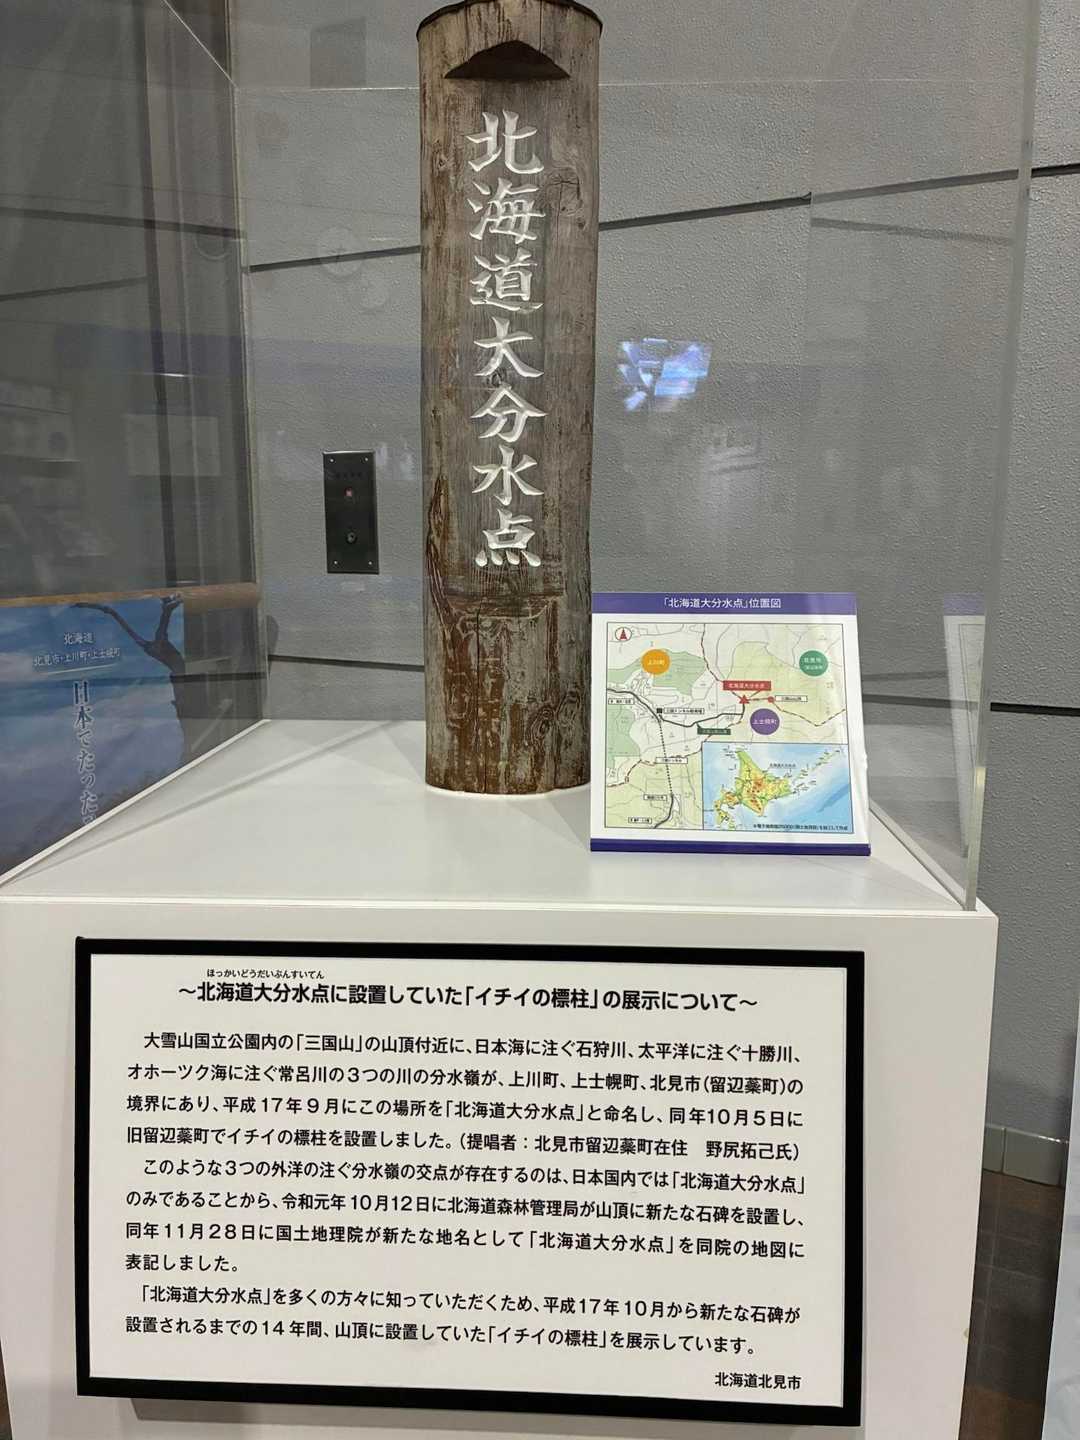 北海道大分水点
「北海道大分水点」位置図
上川町
北海道大分水点
上士幌町
北海道
北見市・上川町・上士幌町
日本でたった
ほっかいどうだいぶんすいてん
～北海道大分水点に設置していた「イチイの標柱」の展示について～
大雪山国立公園内の「三国山」の山頂付近に、日本海に注ぐ石狩川、太平洋に注ぐ十勝川、
オホーツク海に注ぐ常呂川の３つの川の分水嶺が、上川町、上士幌町、北見市（留辺蘂町）の
境界にあり、平成17年９月にこの場所を「北海道大分水点」と命名し、同年10月５日に
旧留辺蘂町でイチイの標柱を設置しました。（提唱者：北見市留辺蘂町在住　野尻拓己氏）
このような３つの外洋の注ぐ分水嶺の交点が存在するのは、日本国内では「北海道大分水点」
のみであることから、令和元年10月12日に北海道森林管理局が山頂に新たな石碑を設置し、
同年11月28日に国土地理院が新たな地名として「北海道大分水点」を同院の地図に
表記しました。
「北海道大分水点」を多くの方々に知っていただくため、平成17年10月から新たな石碑が
設置されるまでの14年間、山頂に設置していた「イチイの標柱」を展示しています。
北海道北見市